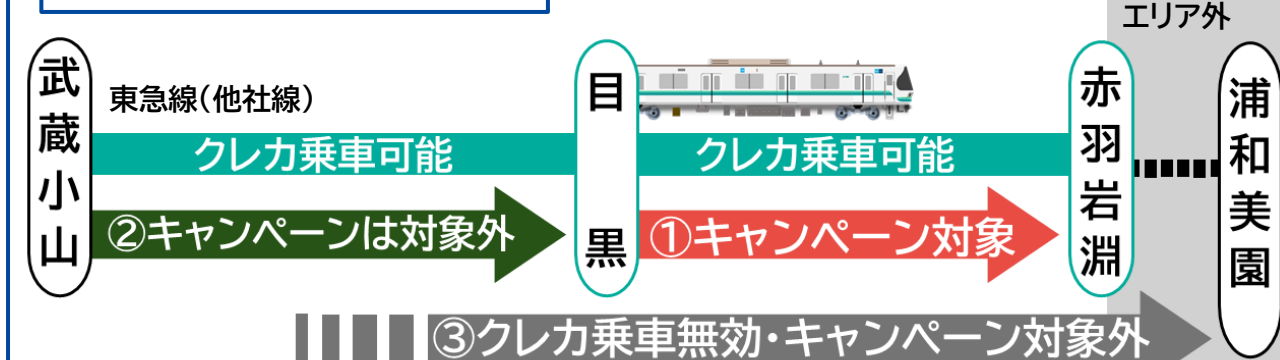 エリア外
武蔵小山
東急線(他社線)
目黒
赤羽岩淵
浦和美園
クレカ乗車可能
クレカ乗車可能
②キャンペーンは対象外
①キャンペーン対象
③クレカ乗車無効・キャンペーン対象外